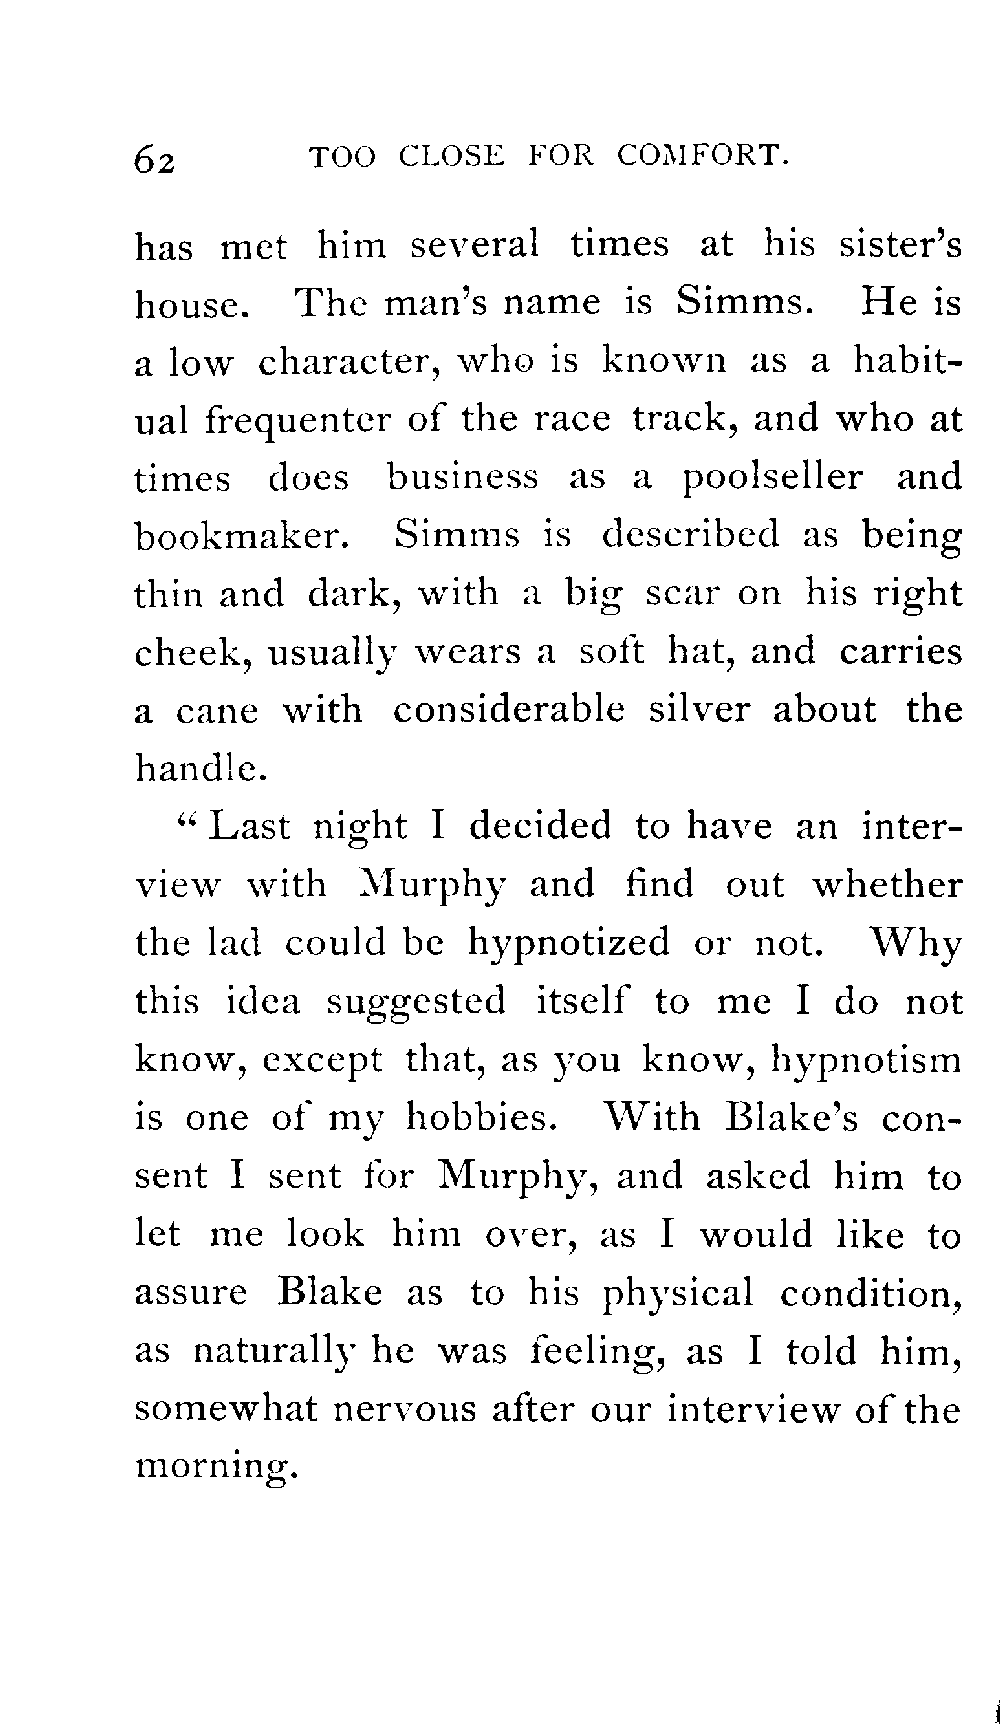 62 TOO CLOSE FOR COMFORT.
has met him several times at his sister's
house. The man's name is Simms. He is
a low character, who is known as a habit-
ual frequenter of the race track, and who at
times does business as a poolseller and
bookmaker. Simms is described as being
thin and dark, with a big scar on his right
cheek, usually wears a soft hat, and carries
a cane with considerable silver about the
handle.
“ Last night I decided to have an inter-
view with Murphy and find out whether
the lad could be hypnotized or not. Why
this idea suggested itself to me I do not
know, except that, as you know, hypnotism
is one of my hobbies. With Blake's con-
sent I sent for Murphy, and asked him to
let me look him over, as I would like to
assure Blake as to his physical condition,
as naturally he was feeling, as I told him,
somewhat nervous after our interview of the
morning.